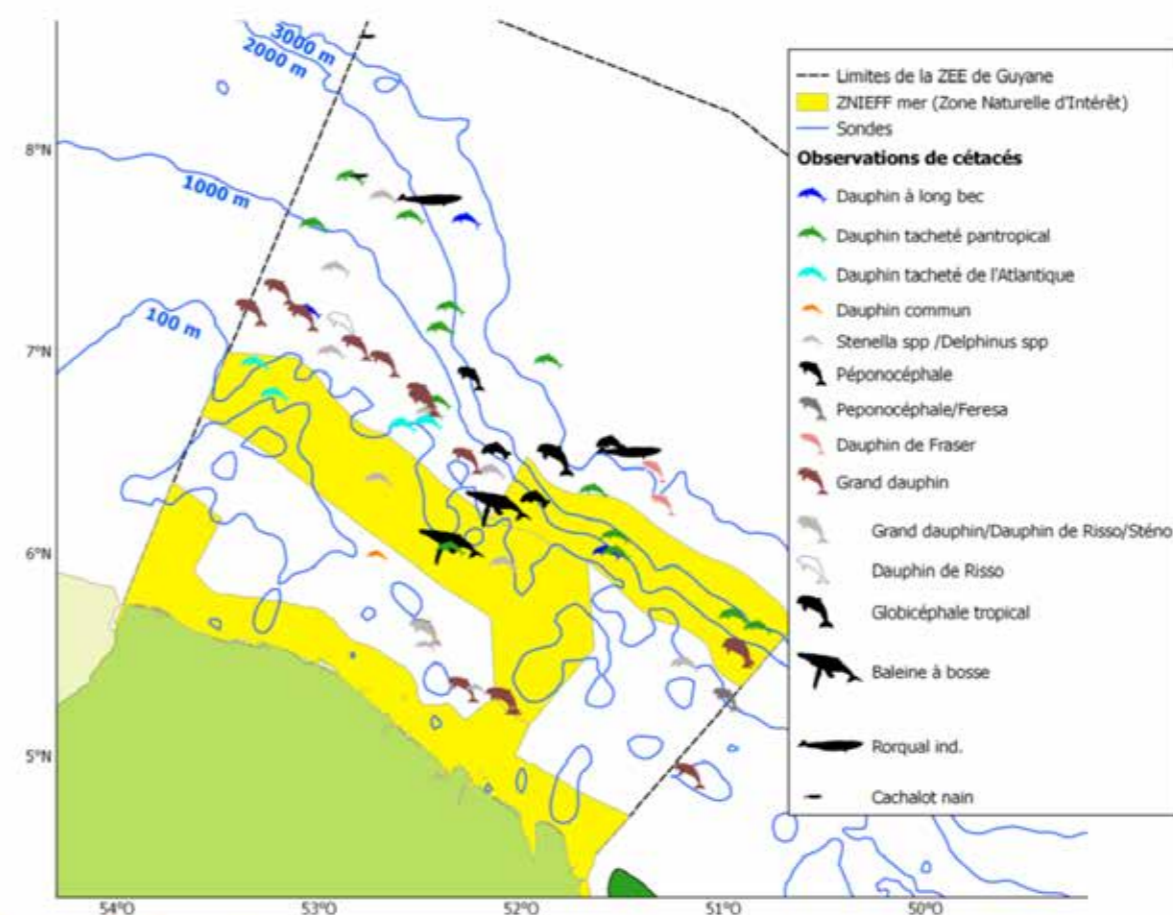 3000 m
2000 m
1000 m
100 m
8°N
7°N
6°N
5°N
54°O
53°O
52°O
51°O
50°O
Limites de la ZEE de Guyane
ZNIEFF mer (Zone Naturelle d'Intérêt)
Sondes
Observations de cétacés
Dauphin à long bec
Dauphin tacheté pantropical
Dauphin tacheté de l'Atlantique
Dauphin commun
Stenella spp /Delphinus spp
Péponocéphale
Peponocéphale/Feresa
Dauphin de Fraser
Grand dauphin
Grand dauphin/Dauphin de Risso/Sténo
Dauphin de Risso
Globicéphale tropical
Baleine à bosse
Rorqual ind.
Cachalot nain